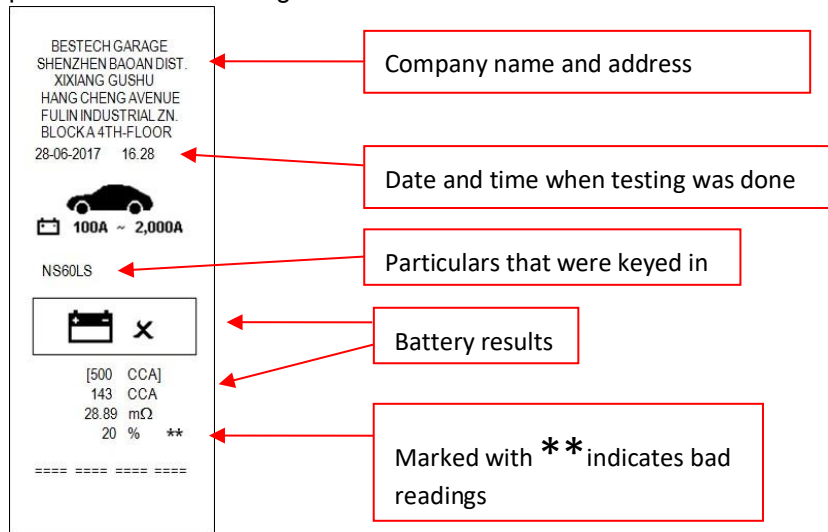 BESTECH GARAGE
SHENZHEN BAOAN DIST.
XIXIANG GUSHU
HANG CHENG AVENUE
FULIN INDUSTRIAL ZN.
BLOCK A 4TH-FLOOR
28-06-2017 16.28
100A ~ 2,000A
NS60LS
x
[500 CCA]
143 CCA
28.89 mΩ
20 % **
==== ==== ==== ====
Company name and address
Date and time when testing was done
Particulars that were keyed in
Battery results
Marked with ** indicates bad
readings